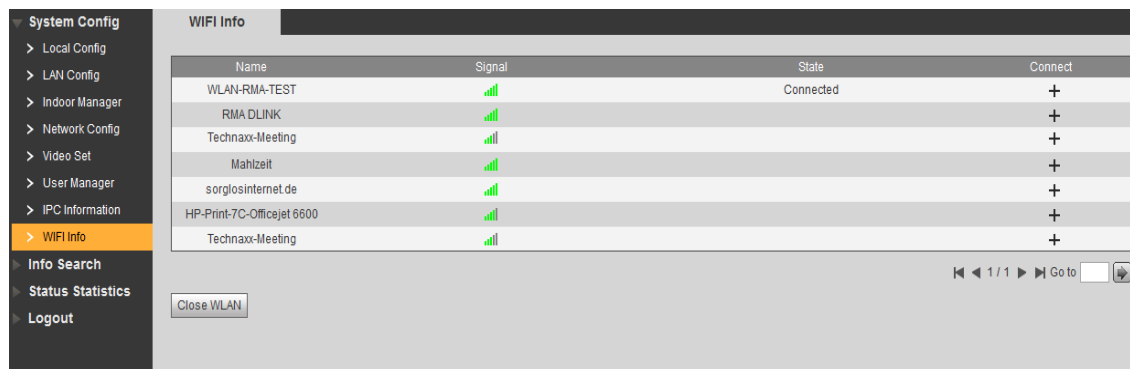 System Config
Local Config
LAN Config
Indoor Manager
Network Config
Video Set
User Manager
IPC Information
WIFI Info
Info Search
Status Statistics
Logout
WIFI Info
Name Signal State Connect
WLAN-RMA-TEST Connected +
RMA DLINK +
Technaxx-Meeting +
Mahlzeit +
sorglosinternet.de +
HP-Print-7C-Officejet 6600 +
Technaxx-Meeting +
1 / 1 Go to
Close WLAN